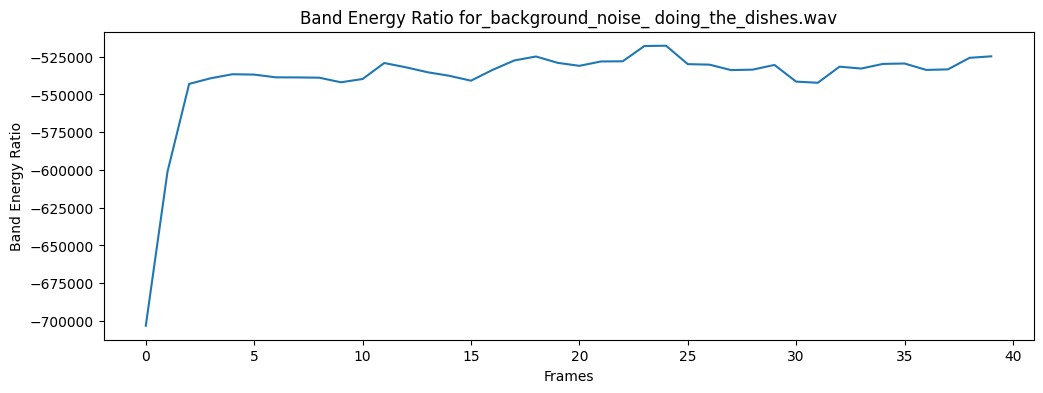 Band Energy Ratio for_background_noise_ doing_the_dishes.wav
Band Energy Ratio
−525000
−550000
−575000
−600000
−625000
−650000
−675000
−700000
0 5 10 15 20 25 30 35 40
Frames